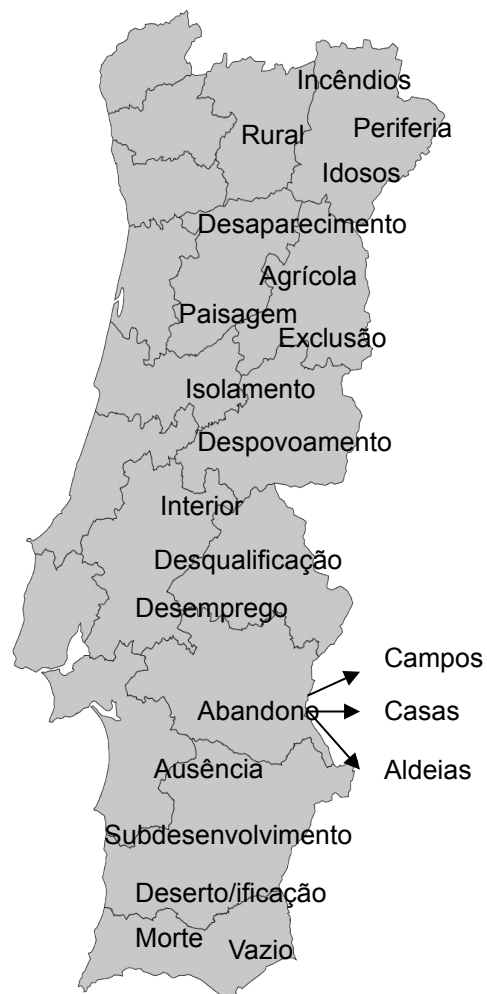 Incêndios
Periferia
Rural
Idosos
Desaparecimento
Agrícola
Paisagem
Exclusão
Isolamento
Despovoamento
Interior
Desqualificação
Desemprego
Campos
Abandono
Casas
Ausência
Aldeias
Subdesenvolvimento
Deserto/ificação
Morte
Vazio